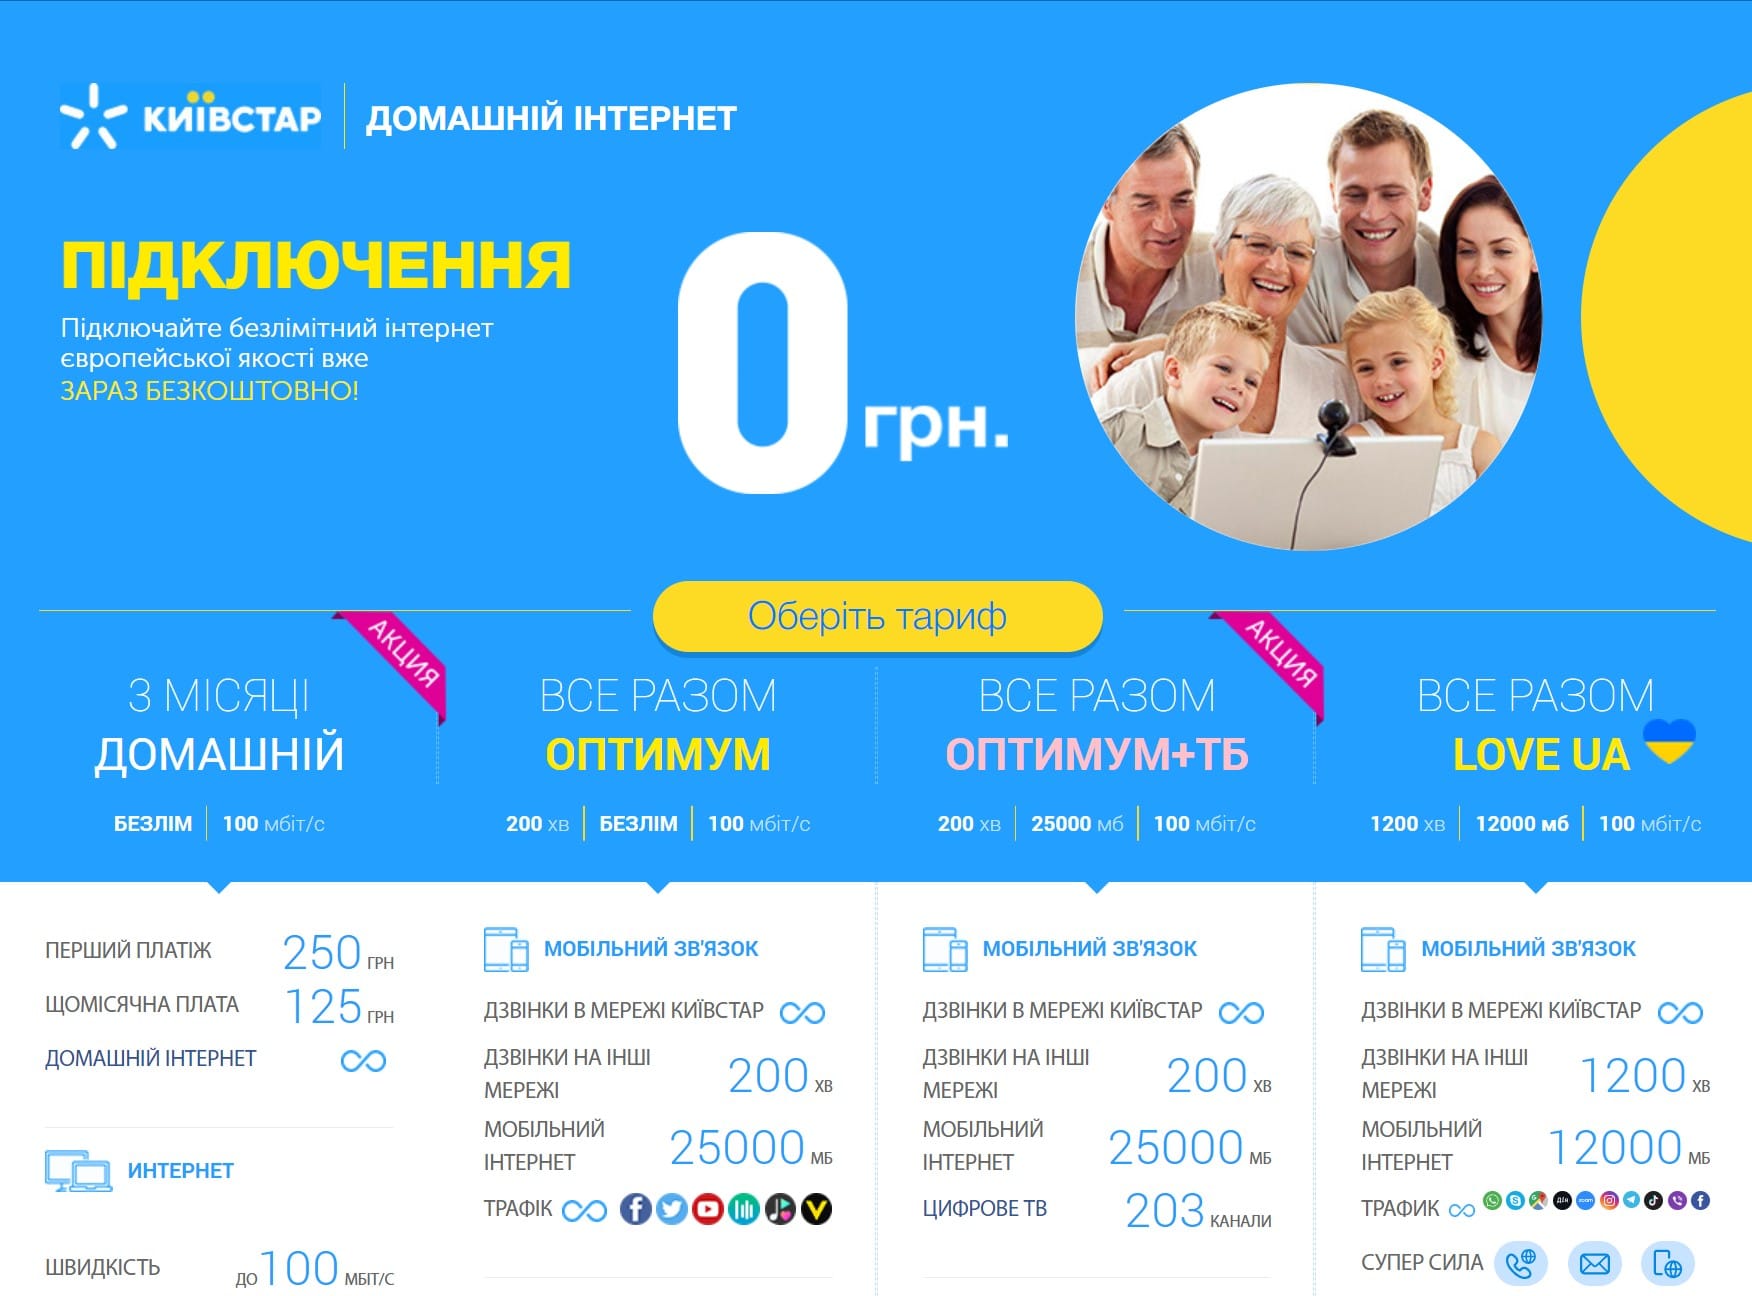 КИЇВСТАР
ДОМАШНІЙ ІНТЕРНЕТ
ПІДКЛЮЧЕННЯ
Підключайте безлімітний інтернет
європейської якості вже
ЗАРАЗ БЕЗКОШТОВНО!
0 грн.
Оберіть тариф
АКЦИЯ
АКЦИЯ
3 МІСЯЦІ
ДОМАШНІЙ
БЕЗЛІМ 100 мбіт/с
ВСЕ РАЗОМ
ОПТИМУМ
200 хв БЕЗЛІМ 100 мбіт/с
ВСЕ РАЗОМ
ОПТИМУМ+ТБ
200 хв 25000 мб 100 мбіт/с
ВСЕ РАЗОМ
LOVE UA
1200 хв 12000 мб 100 мбіт/с
ПЕРШИЙ ПЛАТІЖ 250 ГРН
ЩОМІСЯЧНА ПЛАТА 125 ГРН
ДОМАШНІЙ ІНТЕРНЕТ ∞
ИНТЕРНЕТ
ШВИДКІСТЬ ДО 100 МБІТ/С
МОБІЛЬНИЙ ЗВ'ЯЗОК
ДЗВІНКИ В МЕРЕЖІ КИЇВСТАР ∞
ДЗВІНКИ НА ІНШІ
МЕРЕЖІ 200 ХВ
МОБІЛЬНИЙ
ІНТЕРНЕТ 25000 МБ
ТРАФІК ∞
МОБІЛЬНИЙ ЗВ'ЯЗОК
ДЗВІНКИ В МЕРЕЖІ КИЇВСТАР ∞
ДЗВІНКИ НА ІНШІ
МЕРЕЖІ 200 ХВ
МОБІЛЬНИЙ
ІНТЕРНЕТ 25000 МБ
ЦИФРОВЕ ТВ 203 КАНАЛИ
МОБІЛЬНИЙ ЗВ'ЯЗОК
ДЗВІНКИ В МЕРЕЖІ КИЇВСТАР ∞
ДЗВІНКИ НА ІНШІ
МЕРЕЖІ 1200 ХВ
МОБІЛЬНИЙ
ІНТЕРНЕТ 12000 МБ
ТРАФИК ∞ Дія zoom
СУПЕР СИЛА